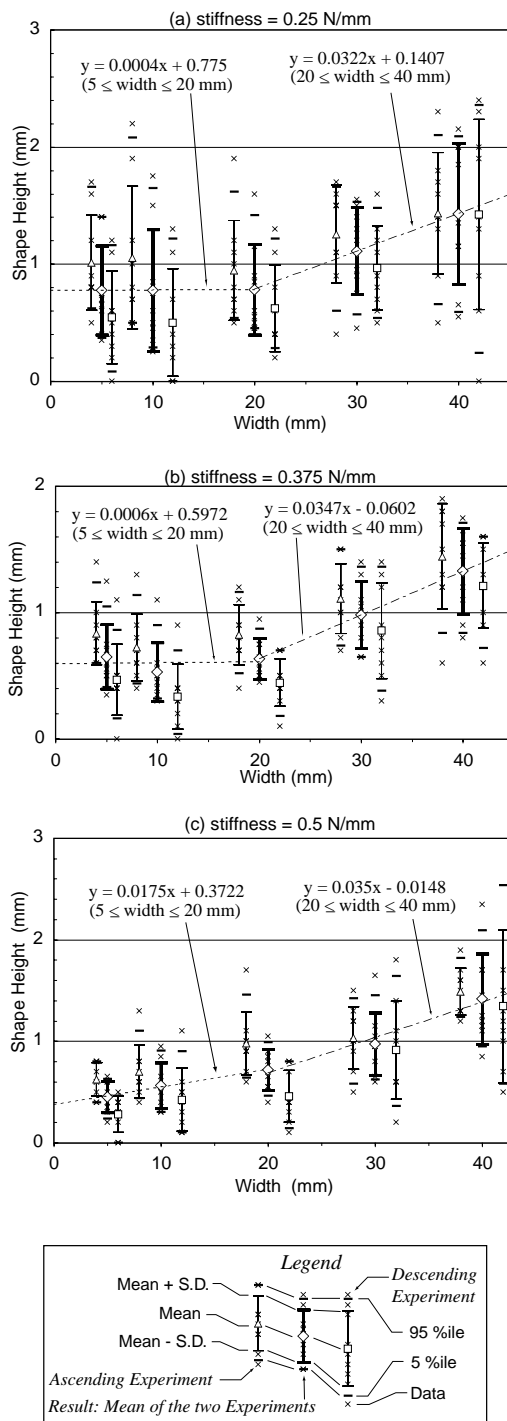 (a) stiffness = 0.25 N/mm
3
y = 0.0004x + 0.775
(5 ≤ width ≤ 20 mm)
y = 0.0322x + 0.1407
(20 ≤ width ≤ 40 mm)
2
Shape Height (mm)
1
0
0 10 20 30 40
Width (mm)
(b) stiffness = 0.375 N/mm
2
y = 0.0006x + 0.5972
(5 ≤ width ≤ 20 mm)
y = 0.0347x - 0.0602
(20 ≤ width ≤ 40 mm)
Shape Height (mm)
1
0
0 10 20 30 40
Width (mm)
(c) stiffness = 0.5 N/mm
3
y = 0.0175x + 0.3722
(5 ≤ width ≤ 20 mm)
y = 0.035x - 0.0148
(20 ≤ width ≤ 40 mm)
2
Shape Height (mm)
1
0
0 10 20 30 40
Width (mm)
Legend
Mean + S.D.
Descending
Experiment
Mean
95 %ile
Mean - S.D.
5 %ile
Ascending Experiment
Data
Result: Mean of the two Experiments